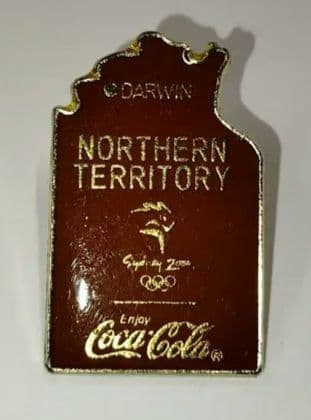 DARWIN
NORTHERN
TERRITORY
Sydney 2000
Enjoy
Coca-Cola®